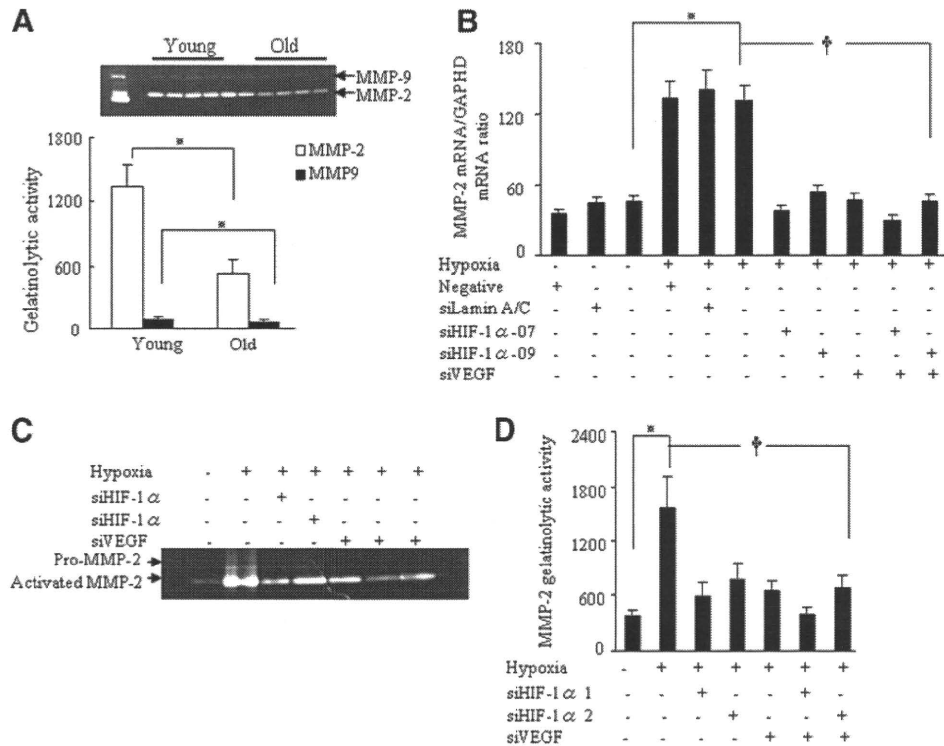 A
Young Old
MMP-9
MMP-2
1800
1200
600
0
Gelatinolytic activity
※
※
MMP-2
MMP9
Young Old
B
※ ✤
180
120
60
0
MMP-2 mRNA/GAPHD
mRNA ratio
Hypoxia - - - + + + + + + + +
Negative + - - + - - - - - - -
siLamin A/C - + - - + - - - - - -
siHIF-1α-07 - - - - - - + - - + -
siHIF-1α-09 - - - - - - - + - - +
siVEGF - - - - - - - - + + +
C
Hypoxia - + + + + + +
siHIF-1α - - + - - - -
siHIF-1α - - - + - - -
siVEGF - - - - + + +
Pro-MMP-2
Activated MMP-2
D
※ ✤
2400
1800
1200
600
0
MMP-2 gelatinolytic activity
Hypoxia - + + + + + +
siHIF-1α 1 - - + - - + -
siHIF-1α 2 - - - + - - +
siVEGF - - - - + + +